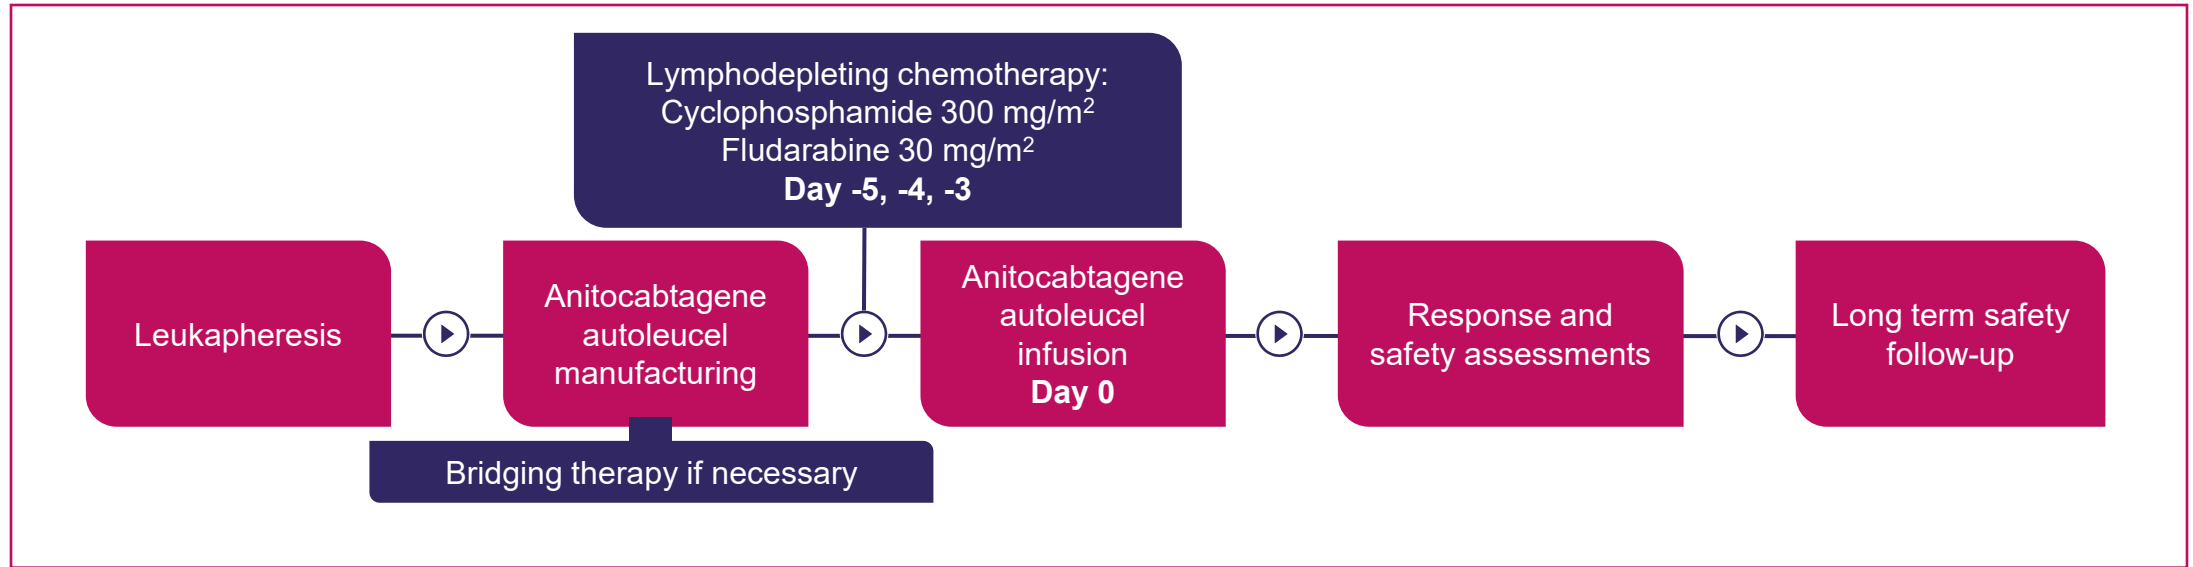 Lymphodepleting chemotherapy:
Cyclophosphamide 300 mg/m²
Fludarabine 30 mg/m²
Day -5, -4, -3
Leukapheresis
Anitocabtagene
autoleucel
manufacturing
Bridging therapy if necessary
Anitocabtagene
autoleucel
infusion
Day 0
Response and
safety assessments
Long term safety
follow-up